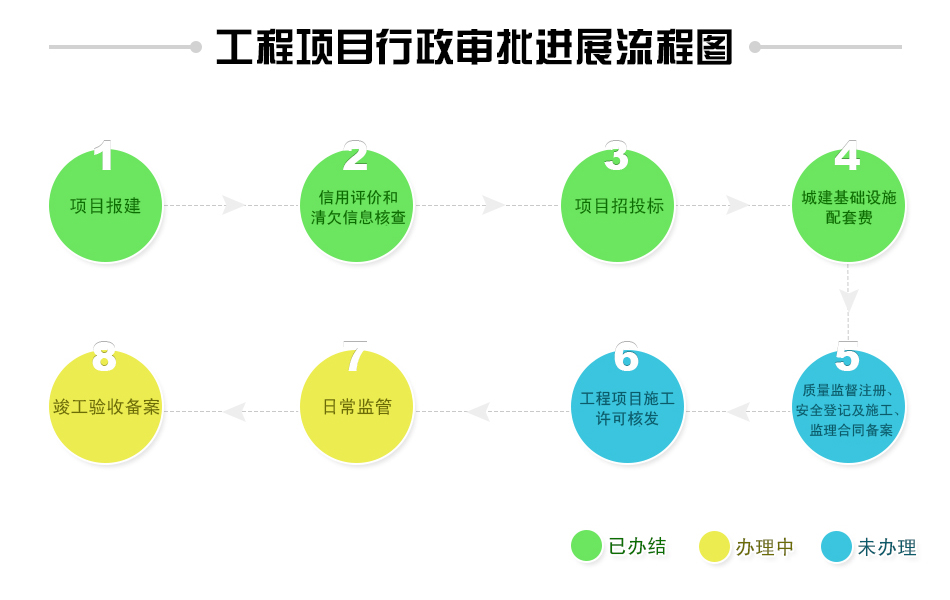 工程项目行政审批进展流程图
1
项目报建
2
信用评价和
清欠信息核查
3
项目招投标
4
城建基础设施
配套费
5
质量监督注册、
安全登记及施工、
监理合同备案
6
工程项目施工
许可核发
7
日常监管
8
竣工验收备案
已办结
办理中
未办理